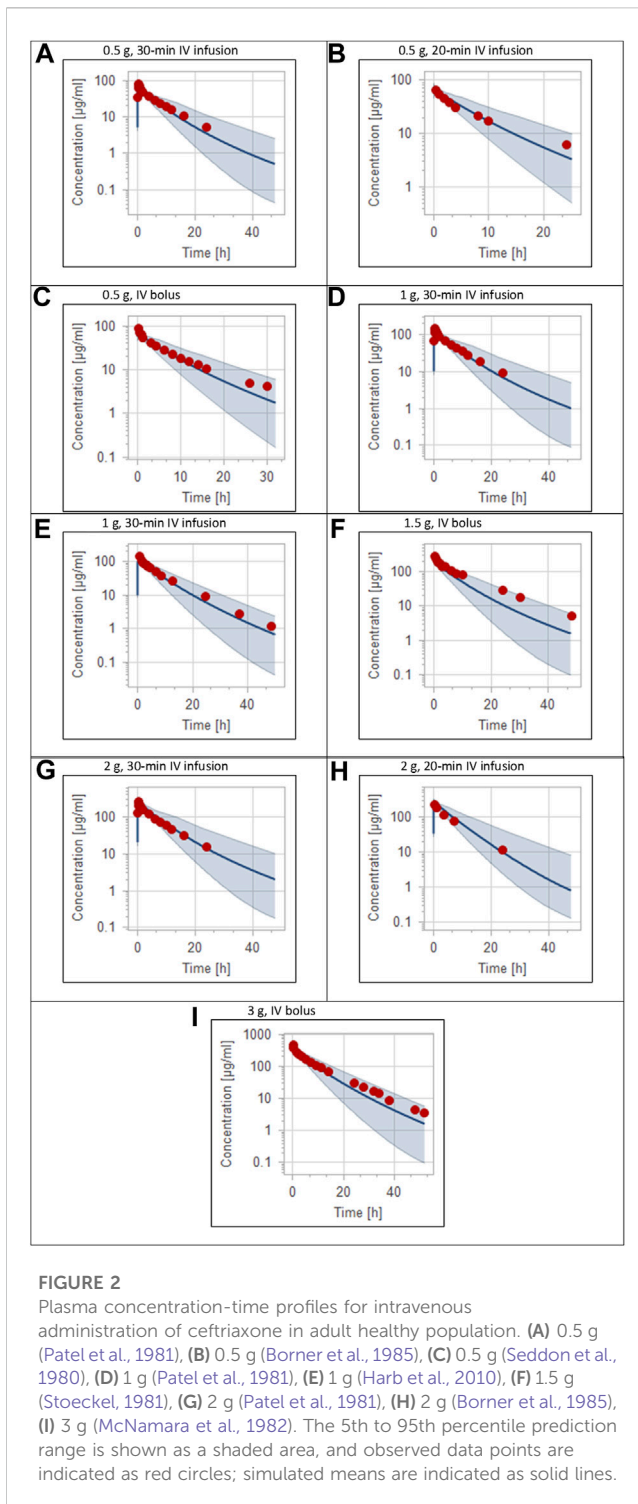 A
0.5 g, 30-min IV infusion
Concentration [µg/ml]
100
10
1
0.1
0
20
40
Time [h]
B
0.5 g, 20-min IV infusion
Concentration [µg/ml]
100
10
1
0
10
20
Time [h]
C
0.5 g, IV bolus
Concentration [µg/ml]
100
10
1
0.1
0
10
20
30
Time [h]
D
1 g, 30-min IV infusion
Concentration [µg/ml]
100
10
1
0.1
0
20
40
Time [h]
E
1 g, 30-min IV infusion
Concentration [µg/ml]
100
10
1
0.1
0
20
40
Time [h]
F
1.5 g, IV bolus
Concentration [µg/ml]
100
10
1
0.1
0
20
40
Time [h]
G
2 g, 30-min IV infusion
Concentration [µg/ml]
100
10
1
0.1
0
20
40
Time [h]
H
2 g, 20-min IV infusion
Concentration [µg/ml]
100
10
1
0.1
0
20
40
Time [h]
I
3 g, IV bolus
Concentration [µg/ml]
1000
100
10
1
0.1
0
20
40
Time [h]
FIGURE 2
Plasma concentration-time profiles for intravenous
administration of ceftriaxone in adult healthy population. (A) 0.5 g
(Patel et al., 1981), (B) 0.5 g (Borner et al., 1985), (C) 0.5 g (Seddon et al.,
1980), (D) 1 g (Patel et al., 1981), (E) 1 g (Harb et al., 2010), (F) 1.5 g
(Stoeckel, 1981), (G) 2 g (Patel et al., 1981), (H) 2 g (Borner et al., 1985),
(I) 3 g (McNamara et al., 1982). The 5th to 95th percentile prediction
range is shown as a shaded area, and observed data points are
indicated as red circles; simulated means are indicated as solid lines.